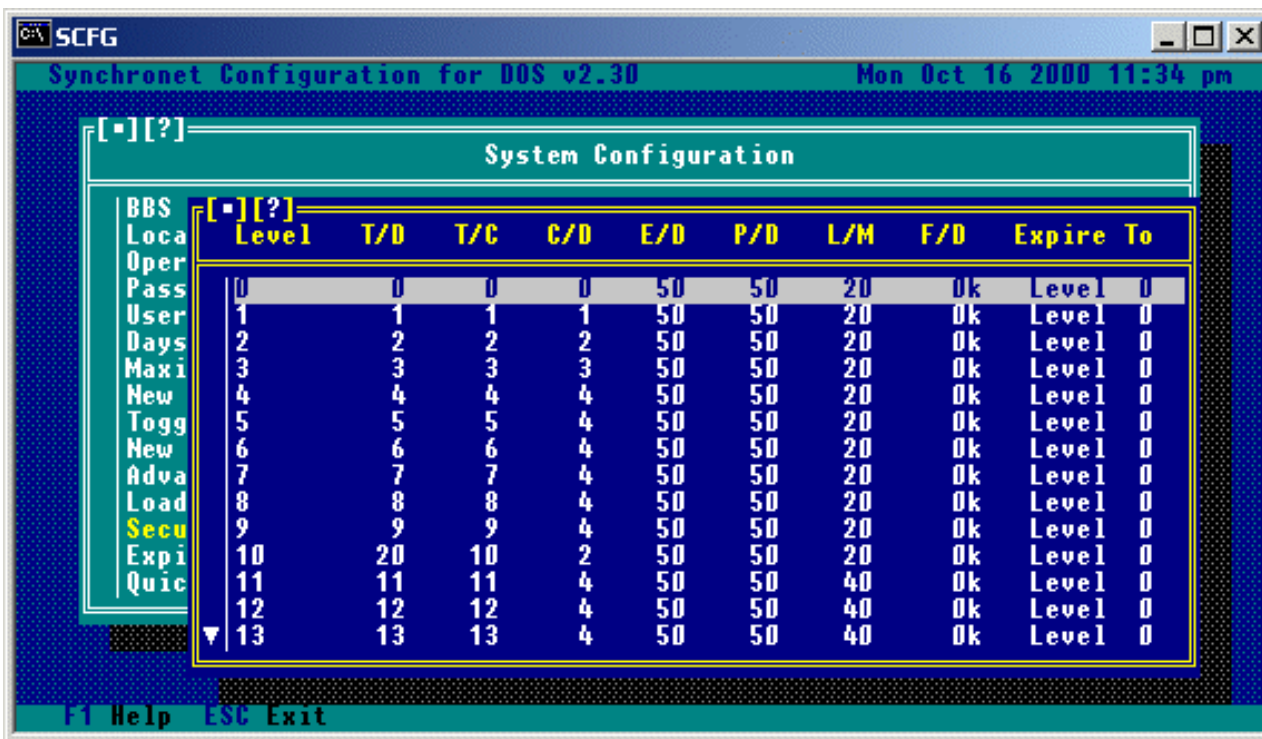 SCFG
Synchronet Configuration for DOS v2.30 Mon Oct 16 2000 11:34 pm
[▪][?]
System Configuration
BBS
Loca
Oper
Pass
User
Days
Maxi
New
Togg
New
Adva
Load
Secu
Expi
Quic
[▪][?]
Level T/D T/C C/D E/D P/D L/M F/D Expire To
0 0 0 0 50 50 20 0k Level 0
1 1 1 1 50 50 20 0k Level 0
2 2 2 2 50 50 20 0k Level 0
3 3 3 3 50 50 20 0k Level 0
4 4 4 4 50 50 20 0k Level 0
5 5 5 4 50 50 20 0k Level 0
6 6 6 4 50 50 20 0k Level 0
7 7 7 4 50 50 20 0k Level 0
8 8 8 4 50 50 20 0k Level 0
9 9 9 4 50 50 20 0k Level 0
10 20 10 2 50 50 20 0k Level 0
11 11 11 4 50 50 40 0k Level 0
12 12 12 4 50 50 40 0k Level 0
13 13 13 4 50 50 40 0k Level 0
F1 Help ESC Exit